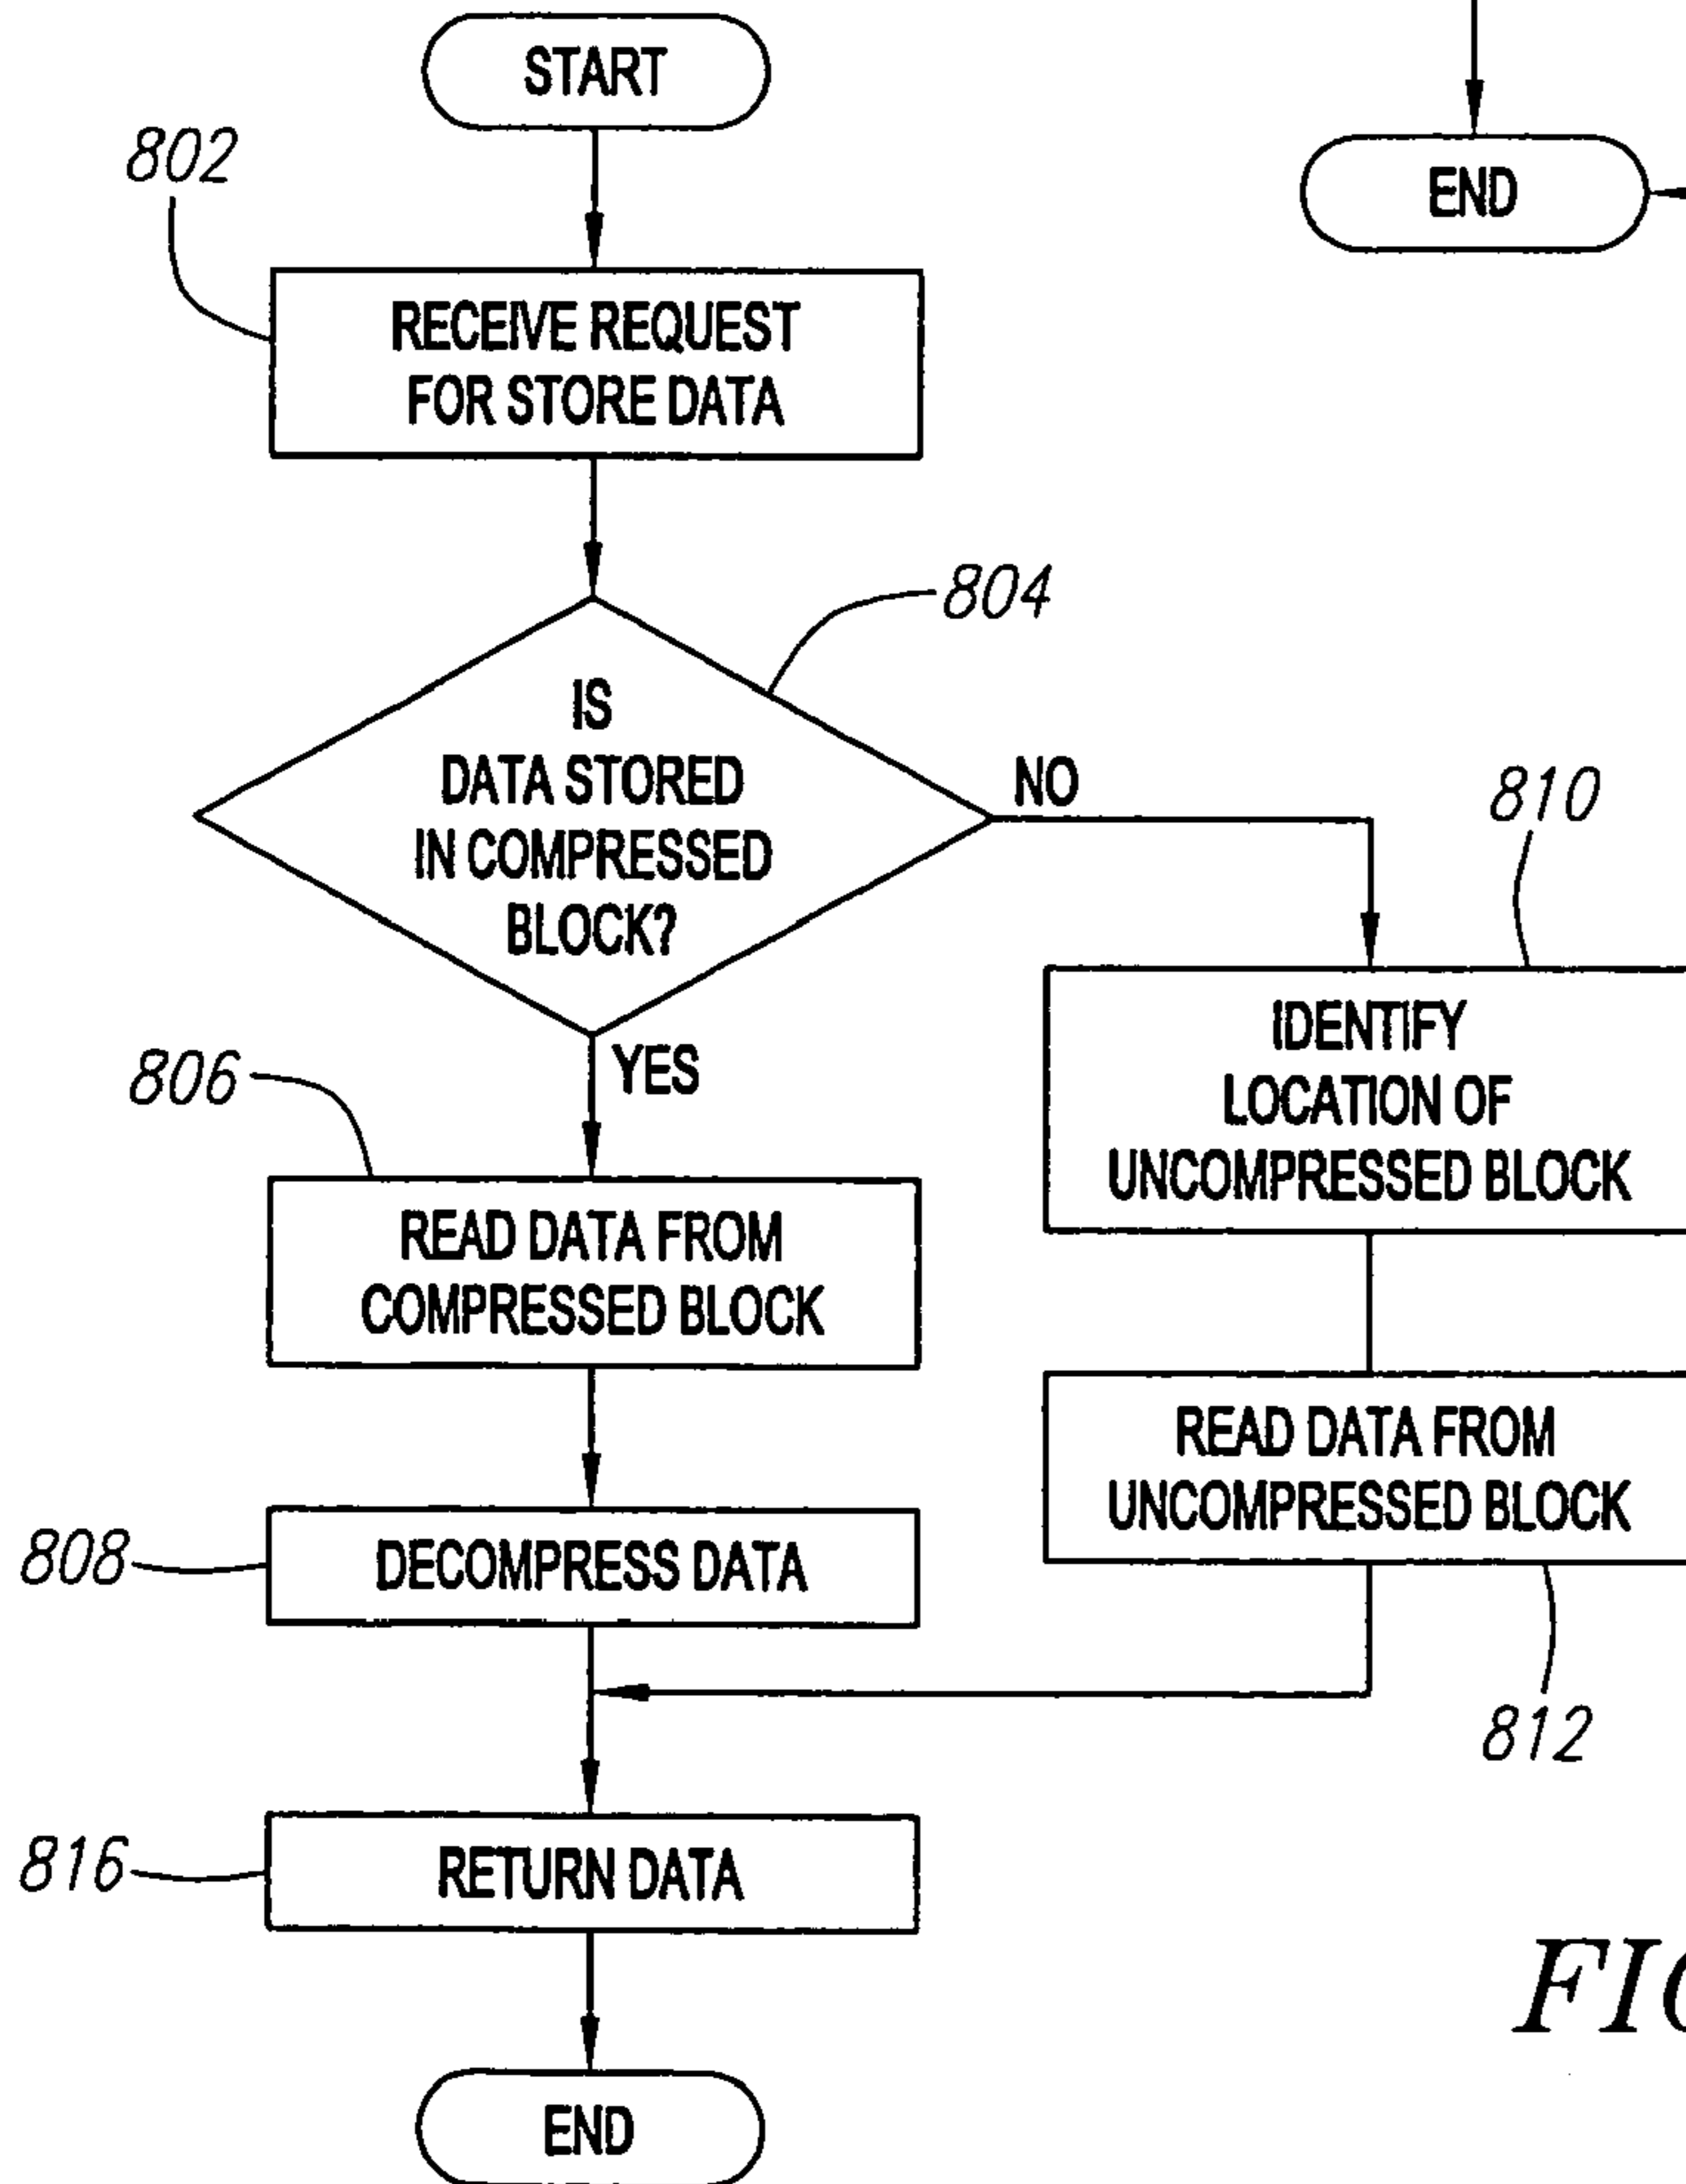 START
802
END
RECEIVE REQUEST
FOR STORE DATA
804
IS
DATA STORED
IN COMPRESSED
BLOCK?
NO
810
YES
806
IDENTIFY
LOCATION OF
UNCOMPRESSED BLOCK
READ DATA FROM
COMPRESSED BLOCK
READ DATA FROM
UNCOMPRESSED BLOCK
808
DECOMPRESS DATA
812
816
RETURN DATA
END